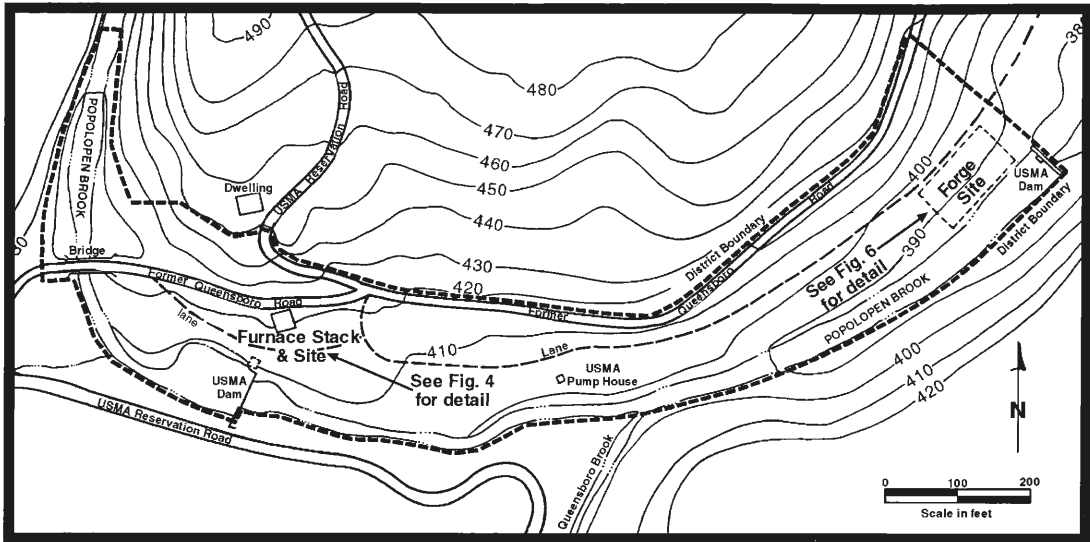 490
POPOLOPEN BROOK
Dwelling
USMA Reservation Road
480
470
460
450
440
430
420
Bridge
Former Queensboro Road
lane
Furnace Stack
& Site
USMA
Dam
USMA Reservation Road
See Fig. 4
for detail
410
Lane
Former
Queensboro
Road
District Boundary
USMA
Pump House
Queensboro Brook
See Fig. 6
for detail
400
390
Forge
Site
USMA
Dam
District Boundary
POPOLOPEN BROOK
400
410
420
N
0 100 200
Scale in feet